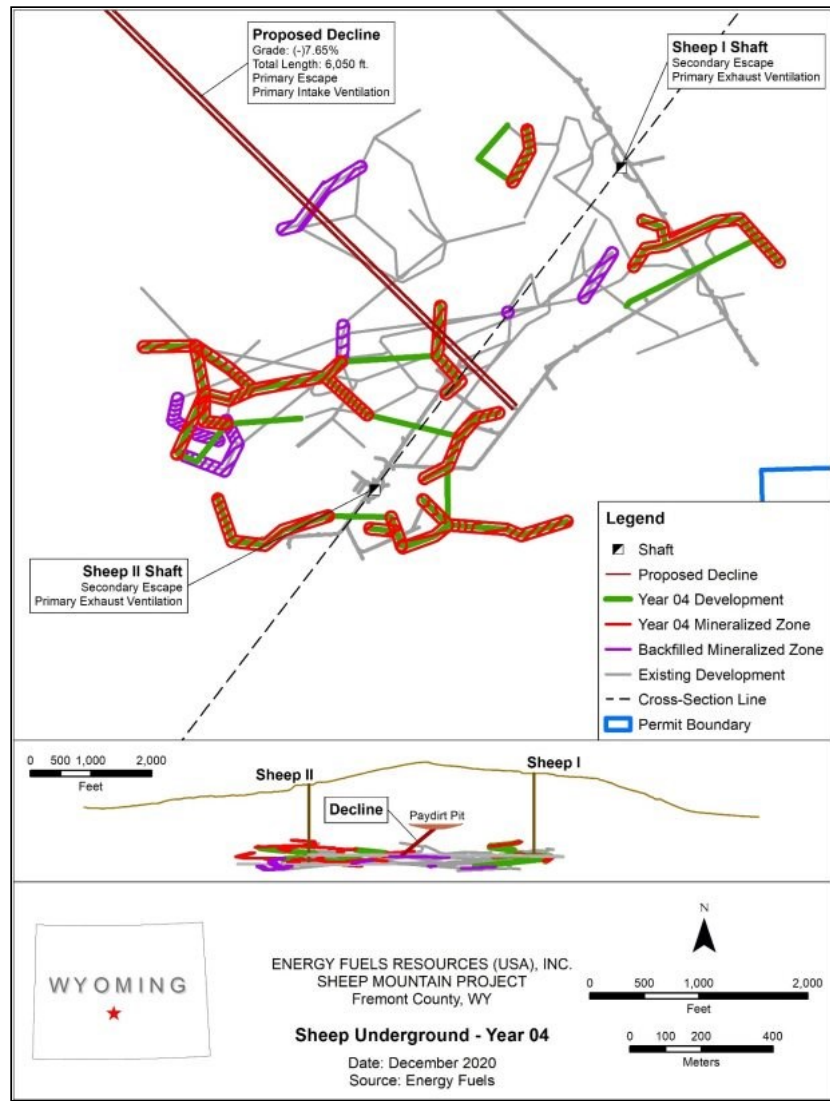 Proposed Decline
Grade: (-)7.65%
Total Length: 6,050 ft.
Primary Escape
Primary Intake Ventilation
Sheep I Shaft
Secondary Escape
Primary Exhaust Ventilation
Sheep II Shaft
Secondary Escape
Primary Exhaust Ventilation
Legend
Shaft
Proposed Decline
Year 04 Development
Year 04 Mineralized Zone
Backfilled Mineralized Zone
Existing Development
Cross-Section Line
Permit Boundary
0 500 1,000 2,000
Feet
Sheep II
Sheep I
Decline
Paydirt Pit
WYOMING
ENERGY FUELS RESOURCES (USA), INC.
SHEEP MOUNTAIN PROJECT
Fremont County, WY
Sheep Underground - Year 04
Date: December 2020
Source: Energy Fuels
N
0 500 1,000 2,000
Feet
0 100 200 400
Meters